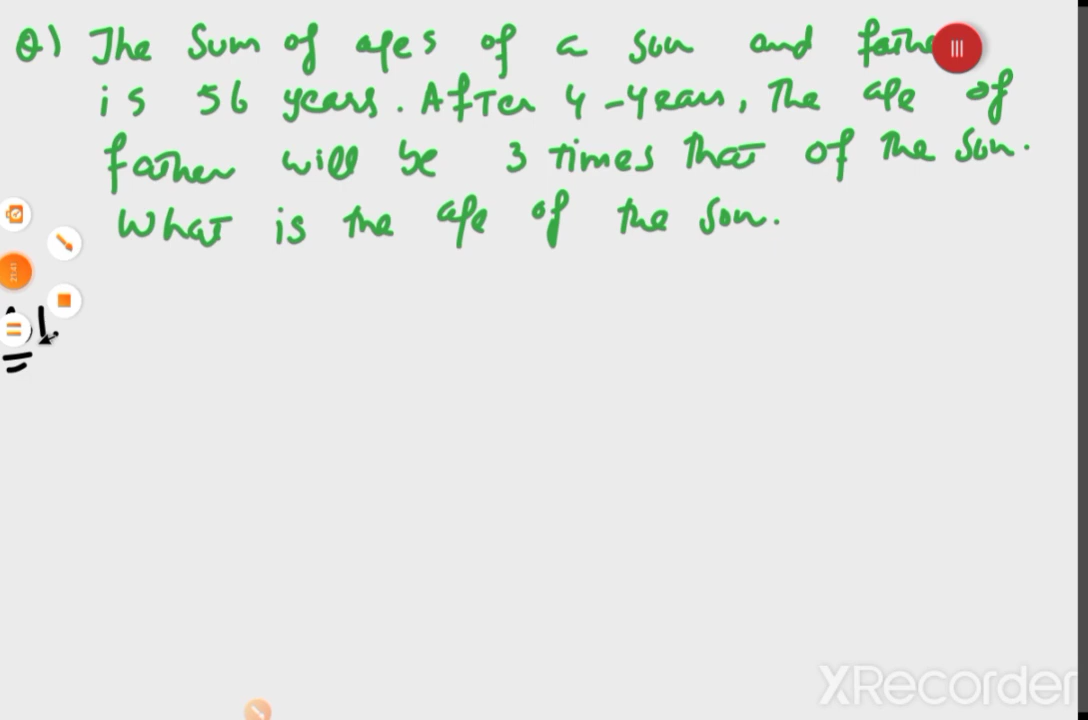 Q) The Sum of ages of a son and fathe
is 56 years. After 4-years, The age of
father will be 3 Times that of The Son.
What is the age of the Son.
XRecorder